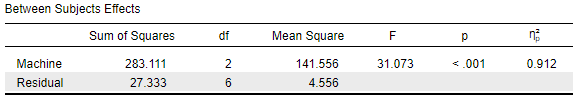 Between Subjects Effects
Sum of Squares df Mean Square F p η²p
Machine 283.111 2 141.556 31.073 < .001 0.912
Residual 27.333 6 4.556